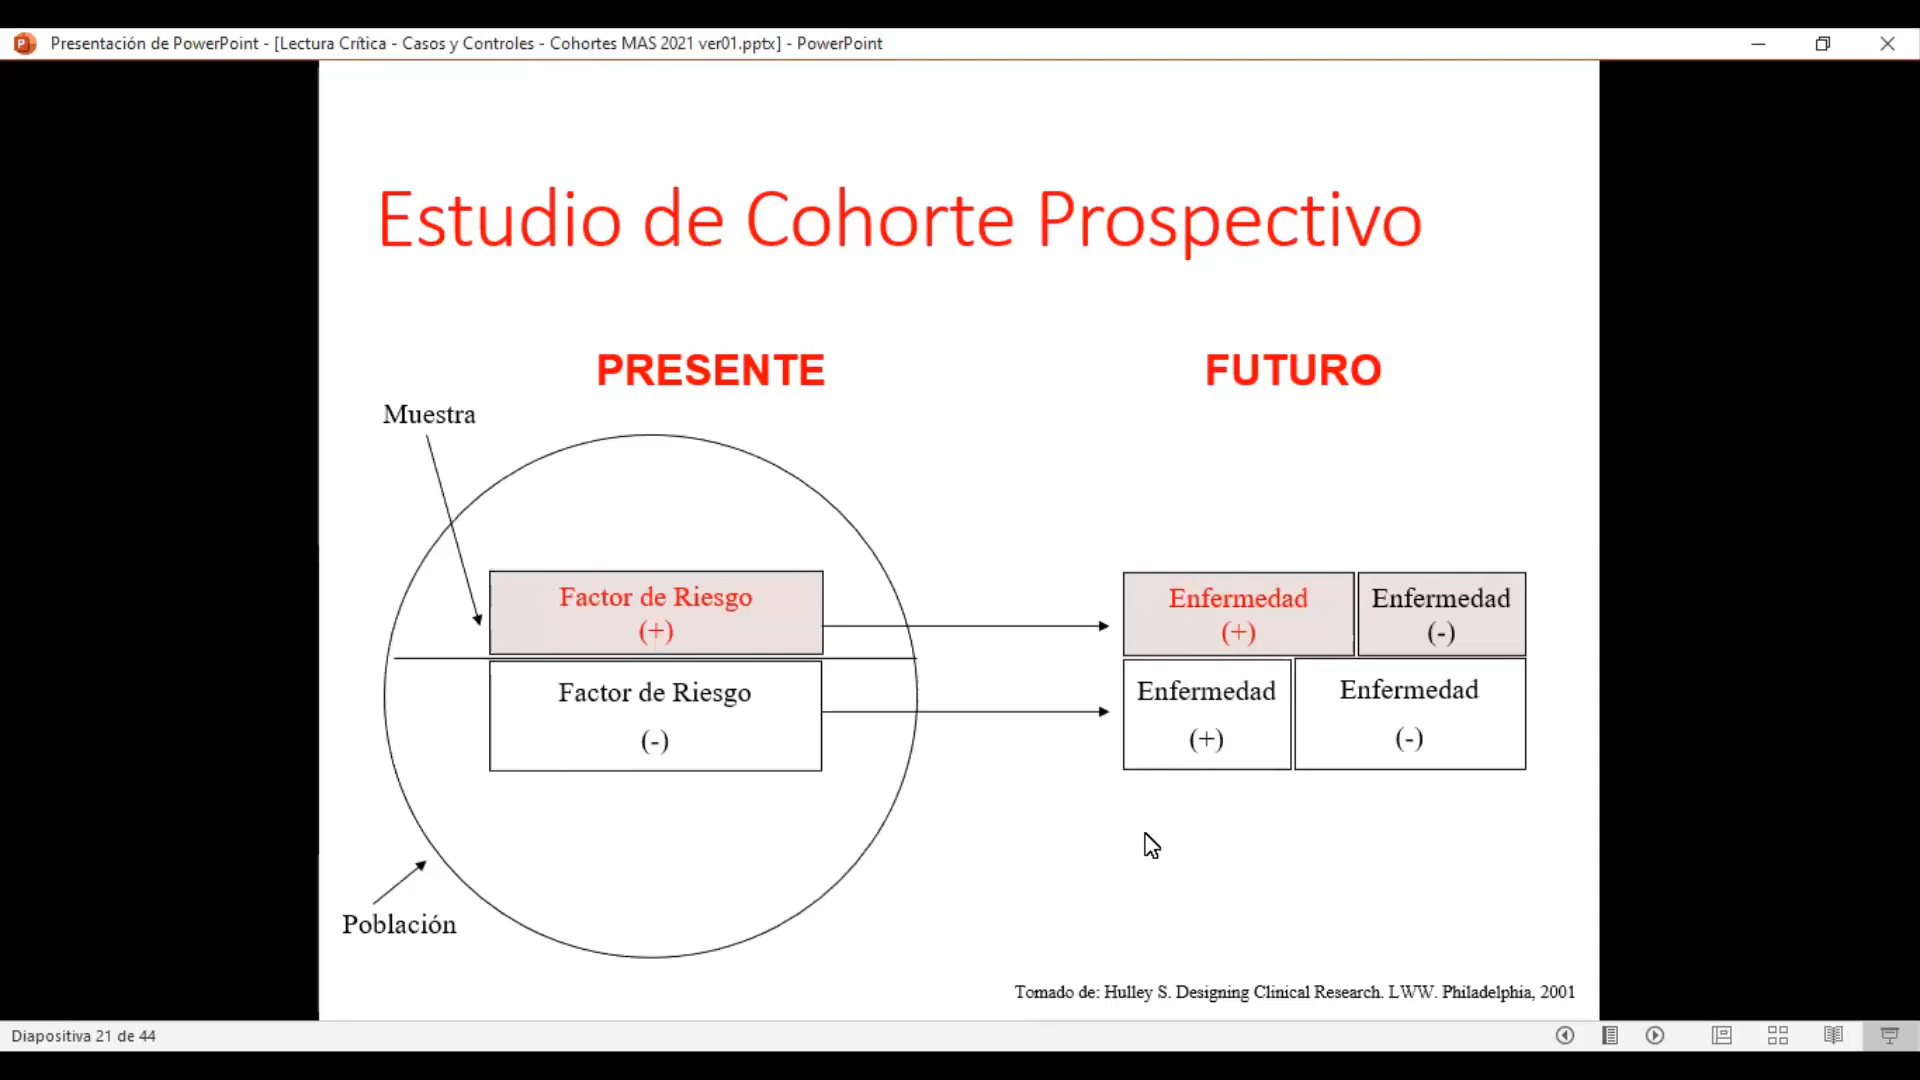 Presentación de PowerPoint - [Lectura Crítica - Casos y Controles - Cohortes MAS 2021 ver01.pptx] - PowerPoint
Estudio de Cohorte Prospectivo
PRESENTE
FUTURO
Muestra
Factor de Riesgo
(+)
Enfermedad
(+)
Enfermedad
(-)
Factor de Riesgo
(-)
Enfermedad
(+)
Enfermedad
(-)
Población
Tomado de: Hulley S. Designing Clinical Research. LWW. Philadelphia, 2001
Diapositiva 21 de 44